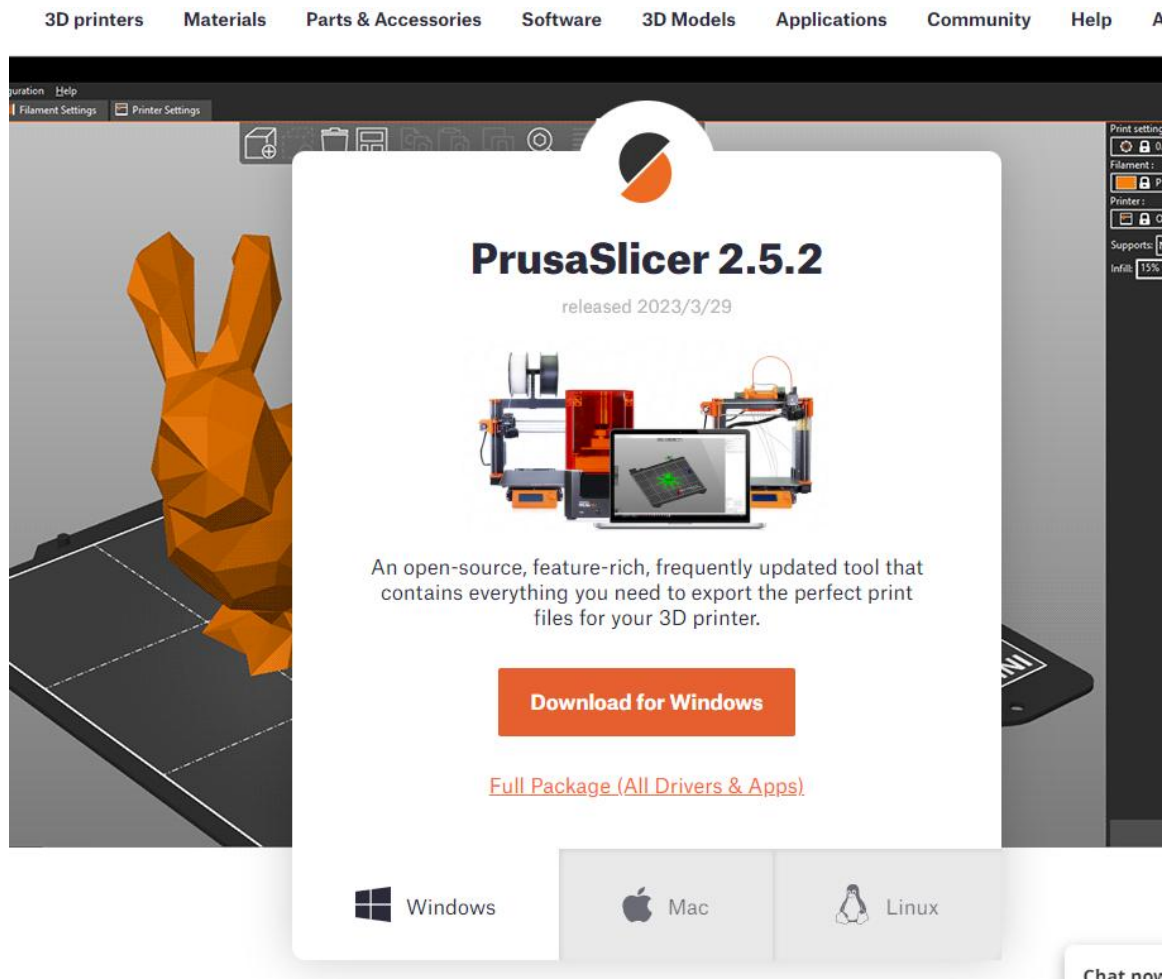 3D printers Materials Parts & Accessories Software 3D Models Applications Community Help A
guration Help
Filament Settings Printer Settings
Print setting
Filament :
Printer :
Supports:
Infill: 15%
PrusaSlicer 2.5.2
released 2023/3/29
An open-source, feature-rich, frequently updated tool that
contains everything you need to export the perfect print
files for your 3D printer.
Download for Windows
Full Package (All Drivers & Apps)
INI
Windows Mac Linux
Chat now